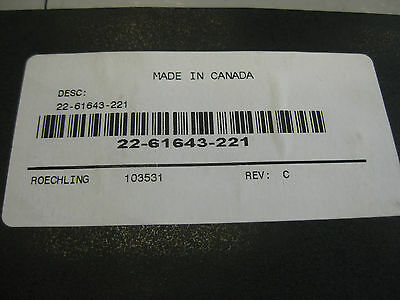 MADE IN CANADA
DESC:
22-61643-221
22-61643-221
ROECHLING 103531 REV: C